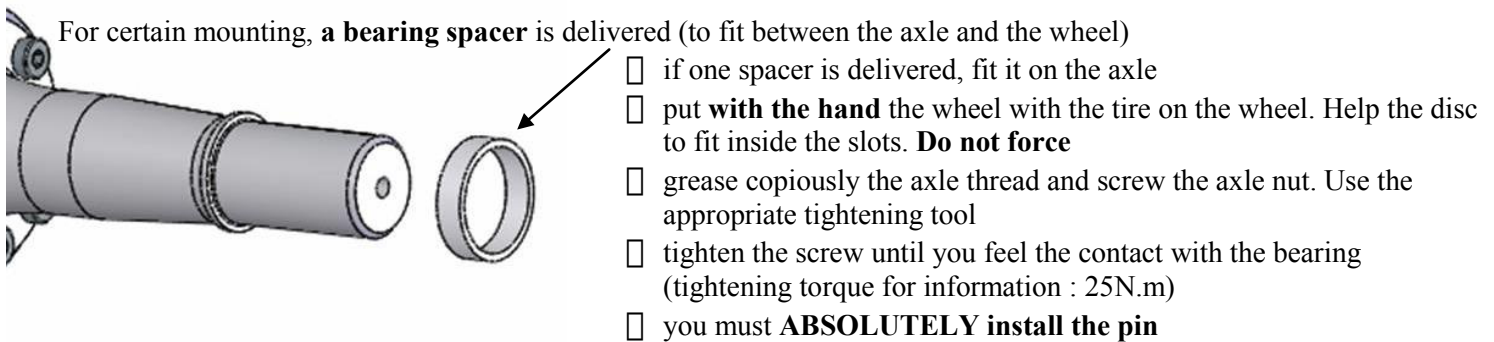 For certain mounting, a bearing spacer is delivered (to fit between the axle and the wheel)
if one spacer is delivered, fit it on the axle
put with the hand the wheel with the tire on the wheel. Help the disc
to fit inside the slots. Do not force
grease copiously the axle thread and screw the axle nut. Use the
appropriate tightening tool
tighten the screw until you feel the contact with the bearing
(tightening torque for information : 25N.m)
you must ABSOLUTELY install the pin